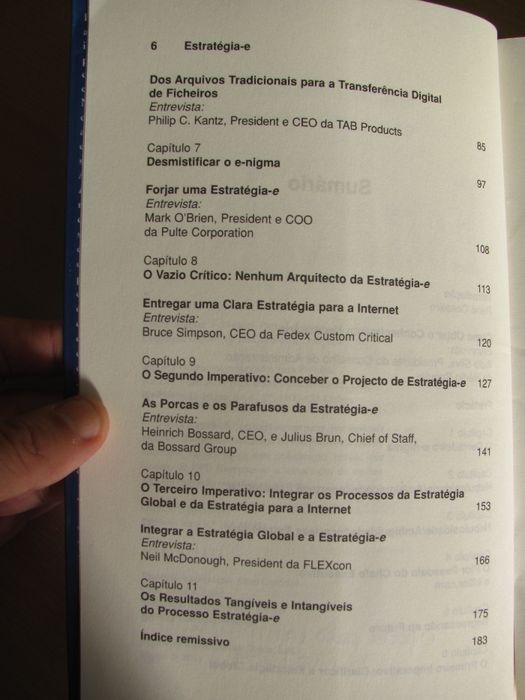 6 Estratégia-e
Dos Arquivos Tradicionais para a Transferência Digital
de Ficheiros
Entrevista:
Philip C. Kantz, President e CEO da TAB Products 85
Capítulo 7
Desmistificar o e-nigma 97
Forjar uma Estratégia-e
Entrevista:
Mark O'Brien, President e COO
da Pulte Corporation 108
Capítulo 8
O Vazio Crítico: Nenhum Arquitecto da Estratégia-e 113
Entregar uma Clara Estratégia para a Internet
Entrevista:
Bruce Simpson, CEO da Fedex Custom Critical 120
Capítulo 9
O Segundo Imperativo: Conceber o Projecto de Estratégia-e 127
As Porcas e os Parafusos da Estratégia-e
Entrevista:
Heinrich Bossard, CEO, e Julius Brun, Chief of Staff,
da Bossard Group 141
Capítulo 10
O Terceiro Imperativo: Integrar os Processos da Estratégia
Global e da Estratégia para a Internet 153
Integrar a Estratégia Global e a Estratégia-e
Entrevista:
Neil McDonough, President da FLEXcon 166
Capítulo 11
Os Resultados Tangíveis e Intangíveis
do Processo Estratégia-e 175
Índice remissivo 183